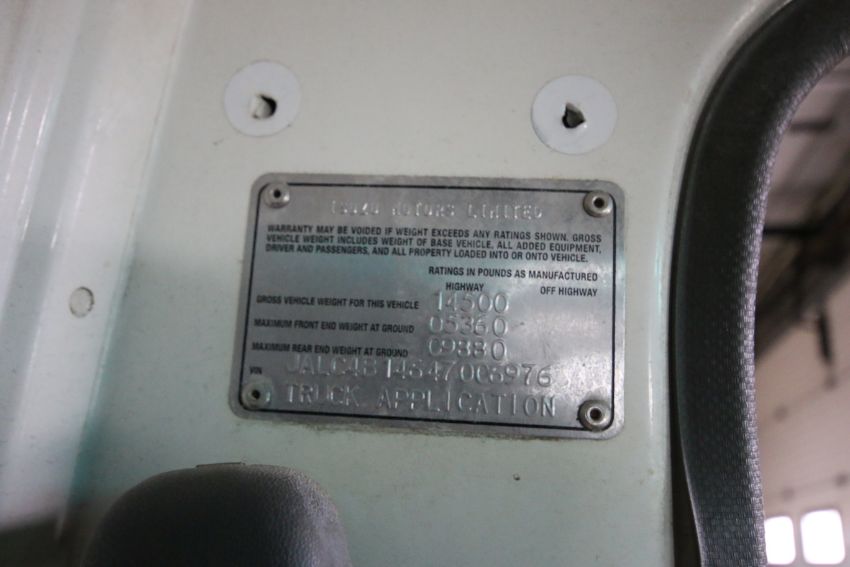 ISUZU MOTORS LIMITED
WARRANTY MAY BE VOIDED IF WEIGHT EXCEEDS ANY RATINGS SHOWN. GROSS
VEHICLE WEIGHT INCLUDES WEIGHT OF BASE VEHICLE, ALL ADDED EQUIPMENT,
DRIVER AND PASSENGERS, AND ALL PROPERTY LOADED INTO OR ONTO VEHICLE.
RATINGS IN POUNDS AS MANUFACTURED
HIGHWAY OFF HIGHWAY
GROSS VEHICLE WEIGHT FOR THIS VEHICLE 14500
MAXIMUM FRONT END WEIGHT AT GROUND 05360
MAXIMUM REAR END WEIGHT AT GROUND 09880
VIN JALC4B14647006976
TRUCK APPLICATION